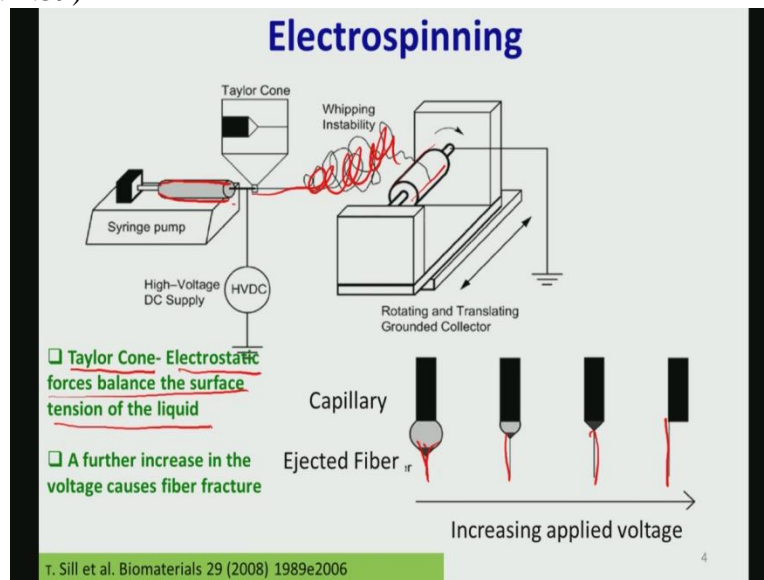 Electrospinning
Taylor Cone
Whipping
Instability
Syringe pump
High–Voltage
DC Supply
HVDC
Rotating and Translating
Grounded Collector
❑ Taylor Cone- Electrostatic
forces balance the surface
tension of the liquid
❑ A further increase in the
voltage causes fiber fracture
Capillary
Ejected Fiber
Increasing applied voltage
4
T. Sill et al. Biomaterials 29 (2008) 1989e2006